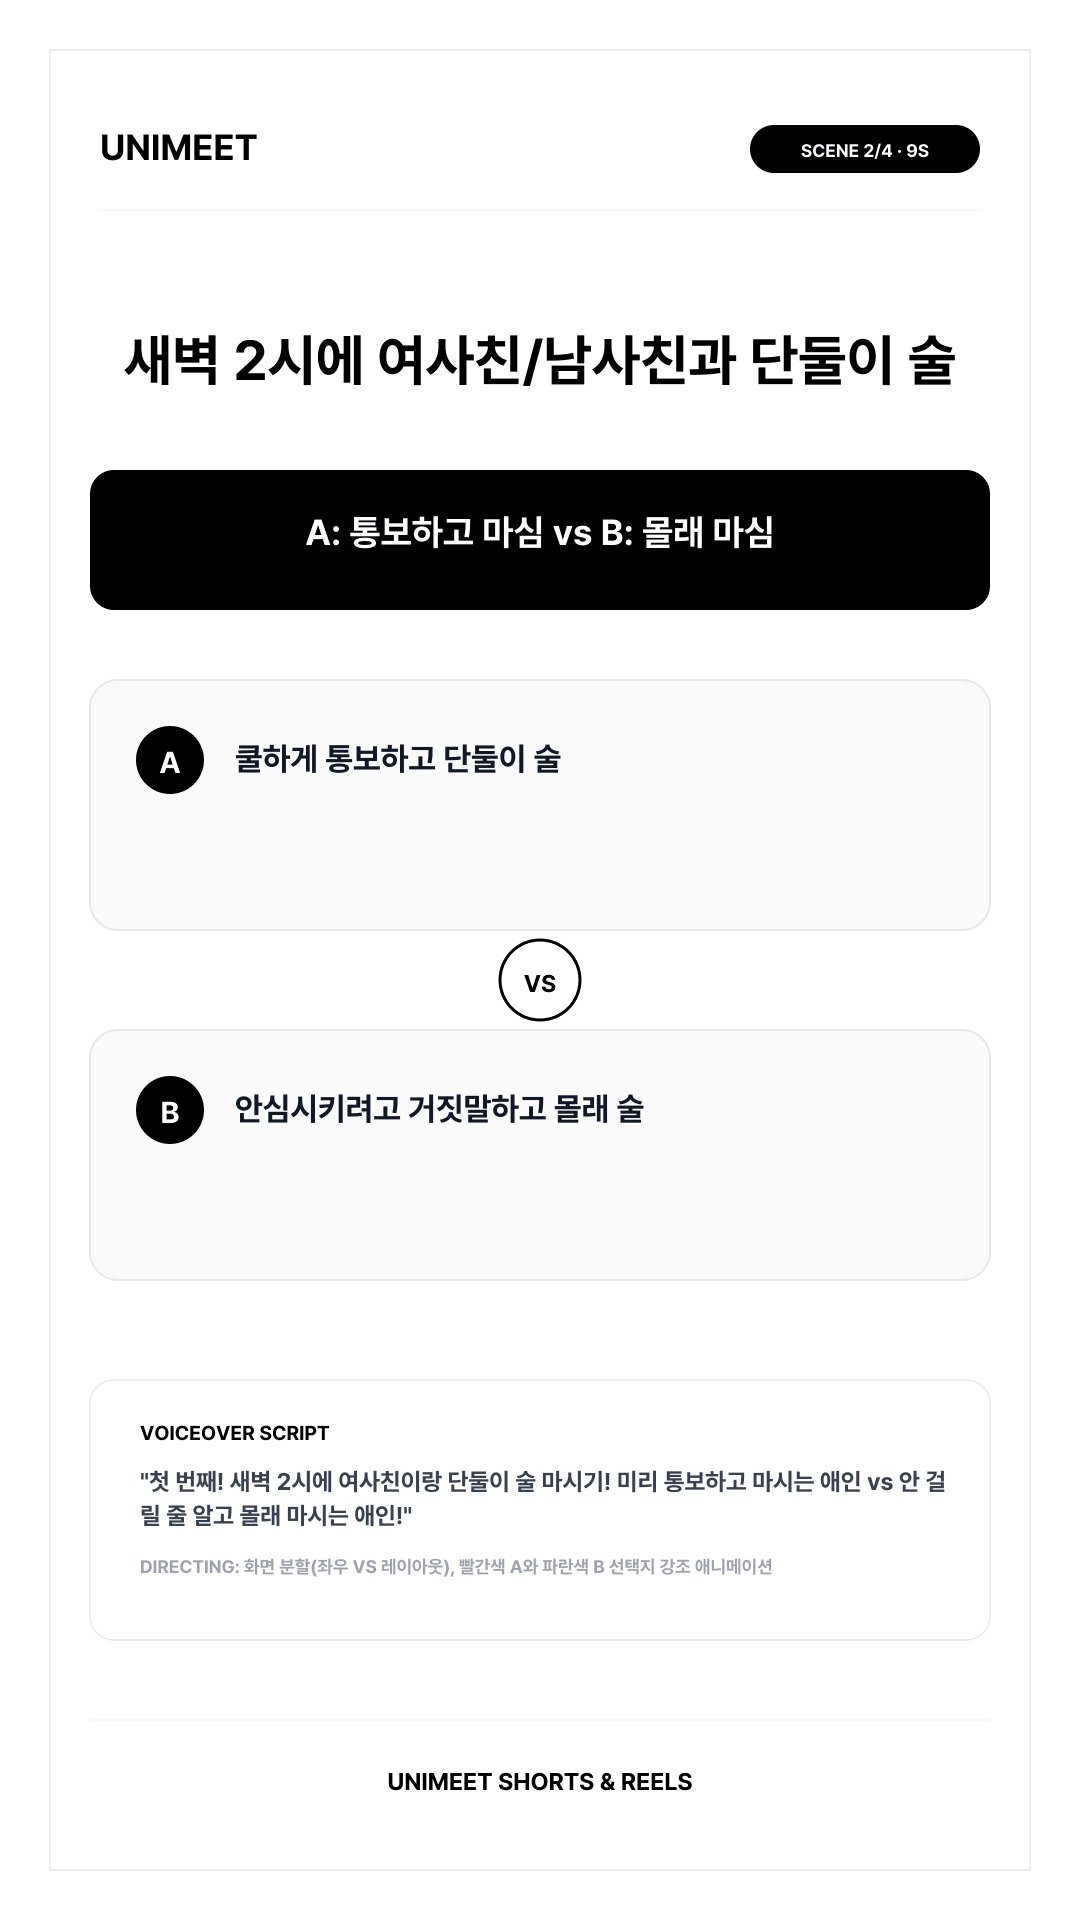 UNIMEET
SCENE 2/4 · 9S
새벽 2시에 여사친/남사친과 단둘이 술
A: 통보하고 마심 vs B: 몰래 마심
A 쿨하게 통보하고 단둘이 술
VS
B 안심시키려고 거짓말하고 몰래 술
VOICEOVER SCRIPT
"첫 번째! 새벽 2시에 여사친이랑 단둘이 술 마시기! 미리 통보하고 마시는 애인 vs 안 걸
릴 줄 알고 몰래 마시는 애인!"
DIRECTING: 화면 분할(좌우 VS 레이아웃), 빨간색 A와 파란색 B 선택지 강조 애니메이션
UNIMEET SHORTS & REELS